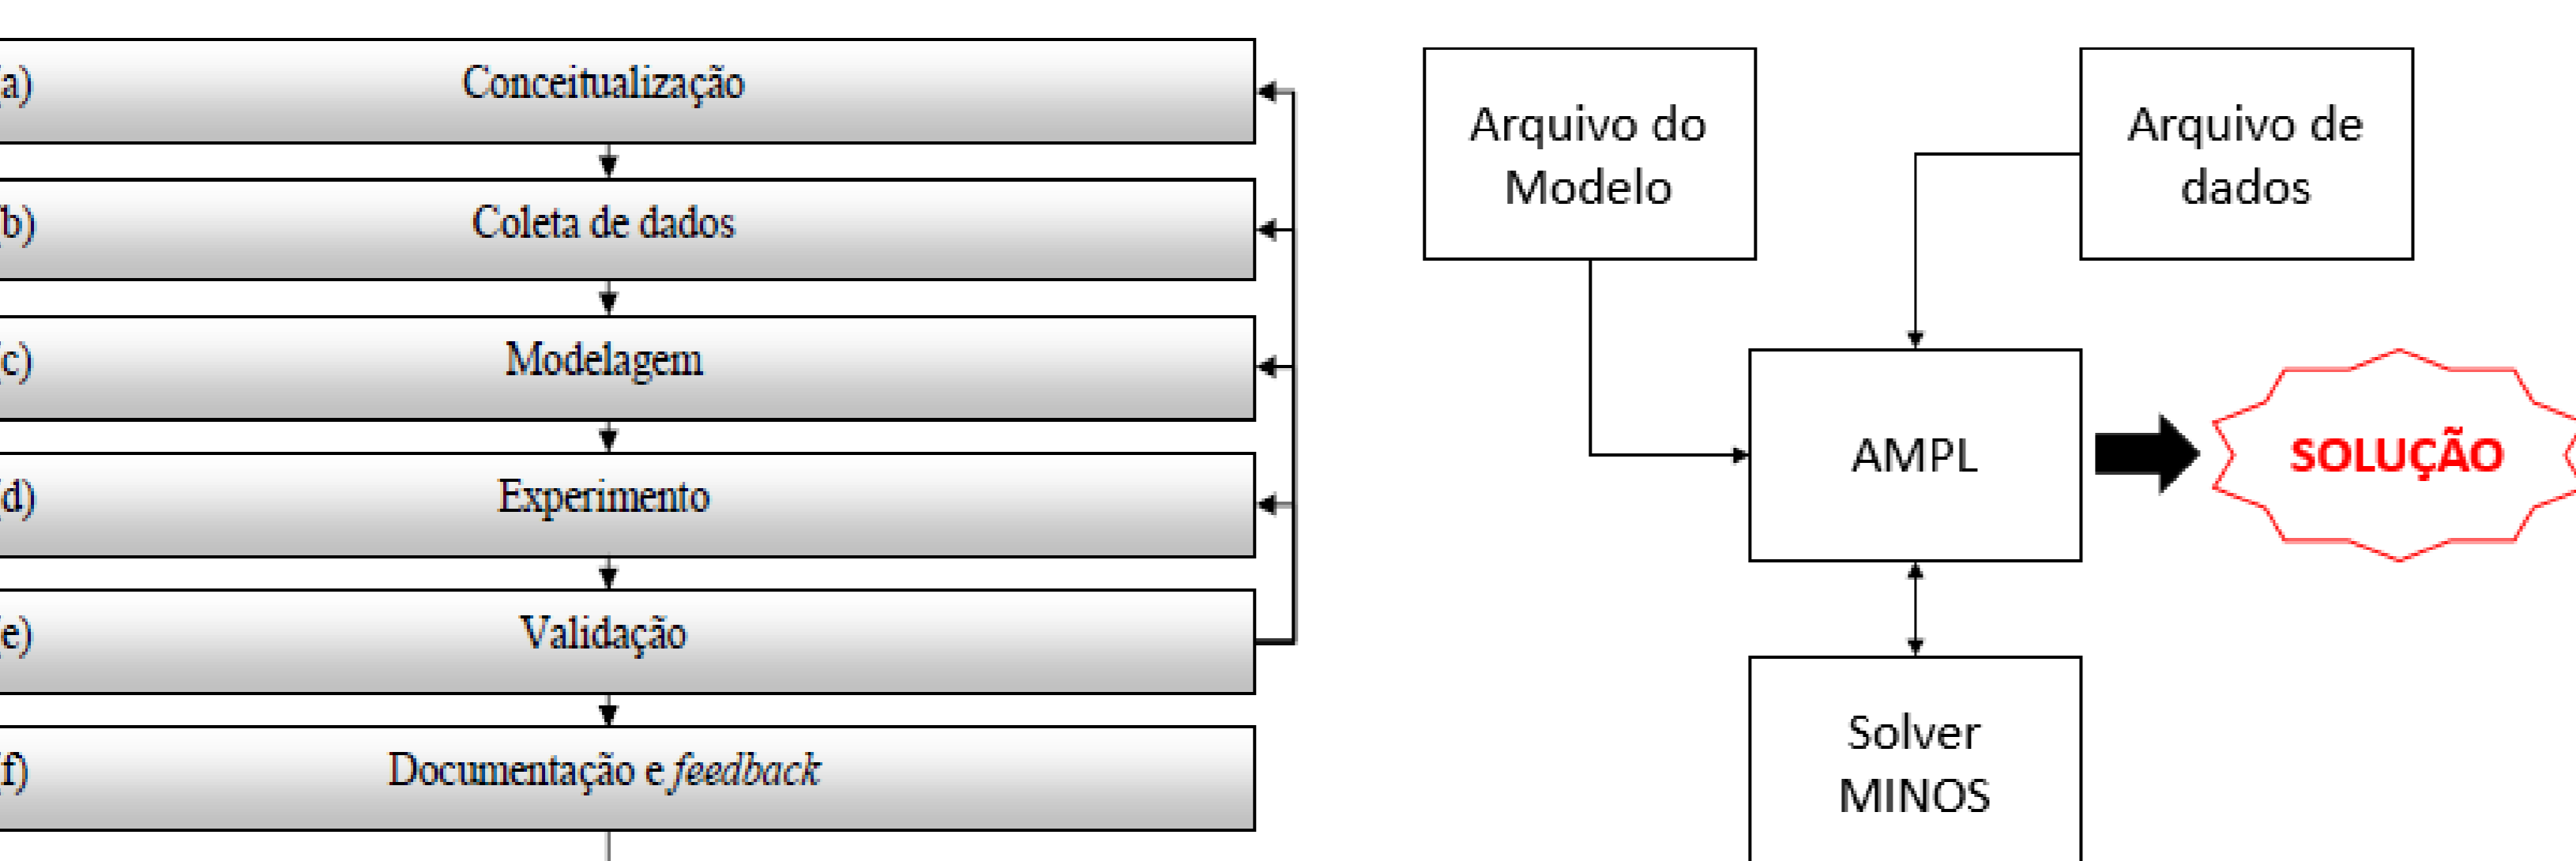 a) Conceitualização
b) Coleta de dados
c) Modelagem
d) Experimento
e) Validação
f) Documentação e feedback
Arquivo do
Modelo
Arquivo de
dados
AMPL
SOLUÇÃO
Solver
MINOS